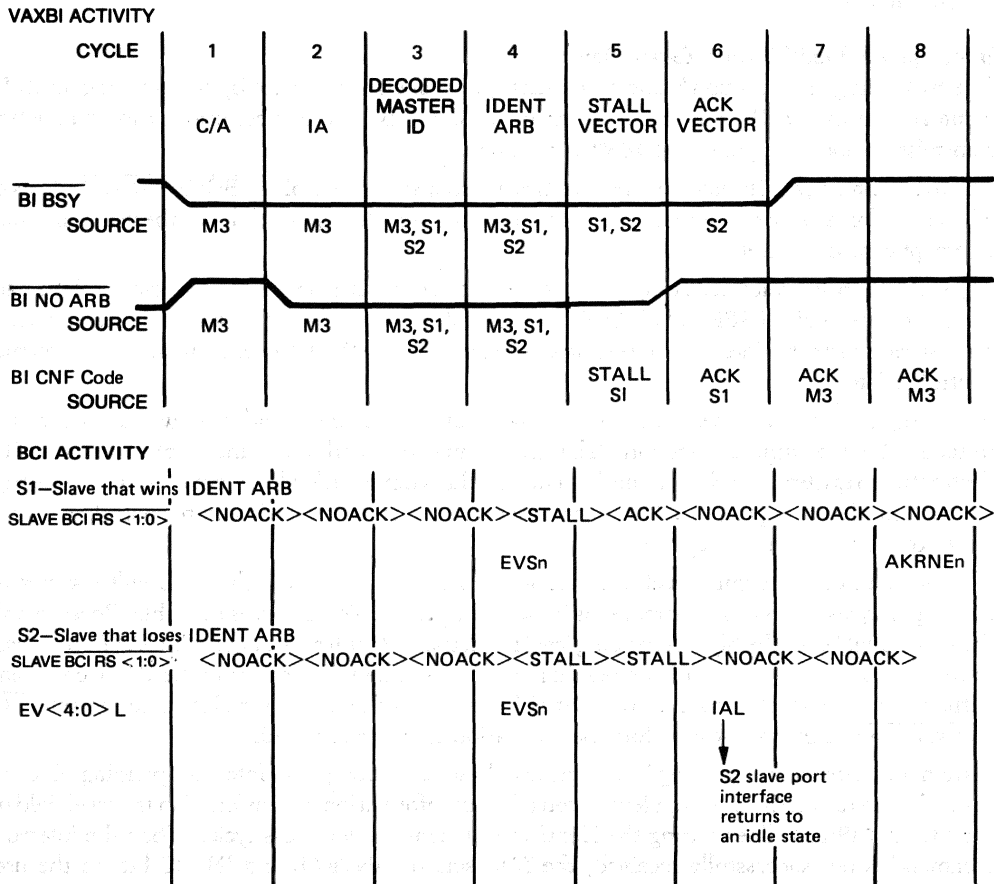 VAXBI ACTIVITY
CYCLE 1 2 3 4 5 6 7 8
C/A IA DECODED MASTER ID IDENT ARB STALL VECTOR ACK VECTOR
BI BSY
SOURCE M3 M3 M3, S1, S2 M3, S1, S2 S1, S2 S2
BI NO ARB
SOURCE M3 M3 M3, S1, S2 M3, S1, S2
BI CNF Code STALL ACK ACK ACK
SOURCE SI S1 M3 M3
BCI ACTIVITY
S1—Slave that wins IDENT ARB
SLAVE BCI RS <1:0> <NOACK><NOACK><NOACK><STALL><ACK><NOACK><NOACK><NOACK>
EVSn AKRNEn
S2—Slave that loses IDENT ARB
SLAVE BCI RS <1:0> <NOACK><NOACK><NOACK><STALL><STALL><NOACK><NOACK>
EV<4:0> L EVSn IAL
S2 slave port
interface
returns to
an idle state